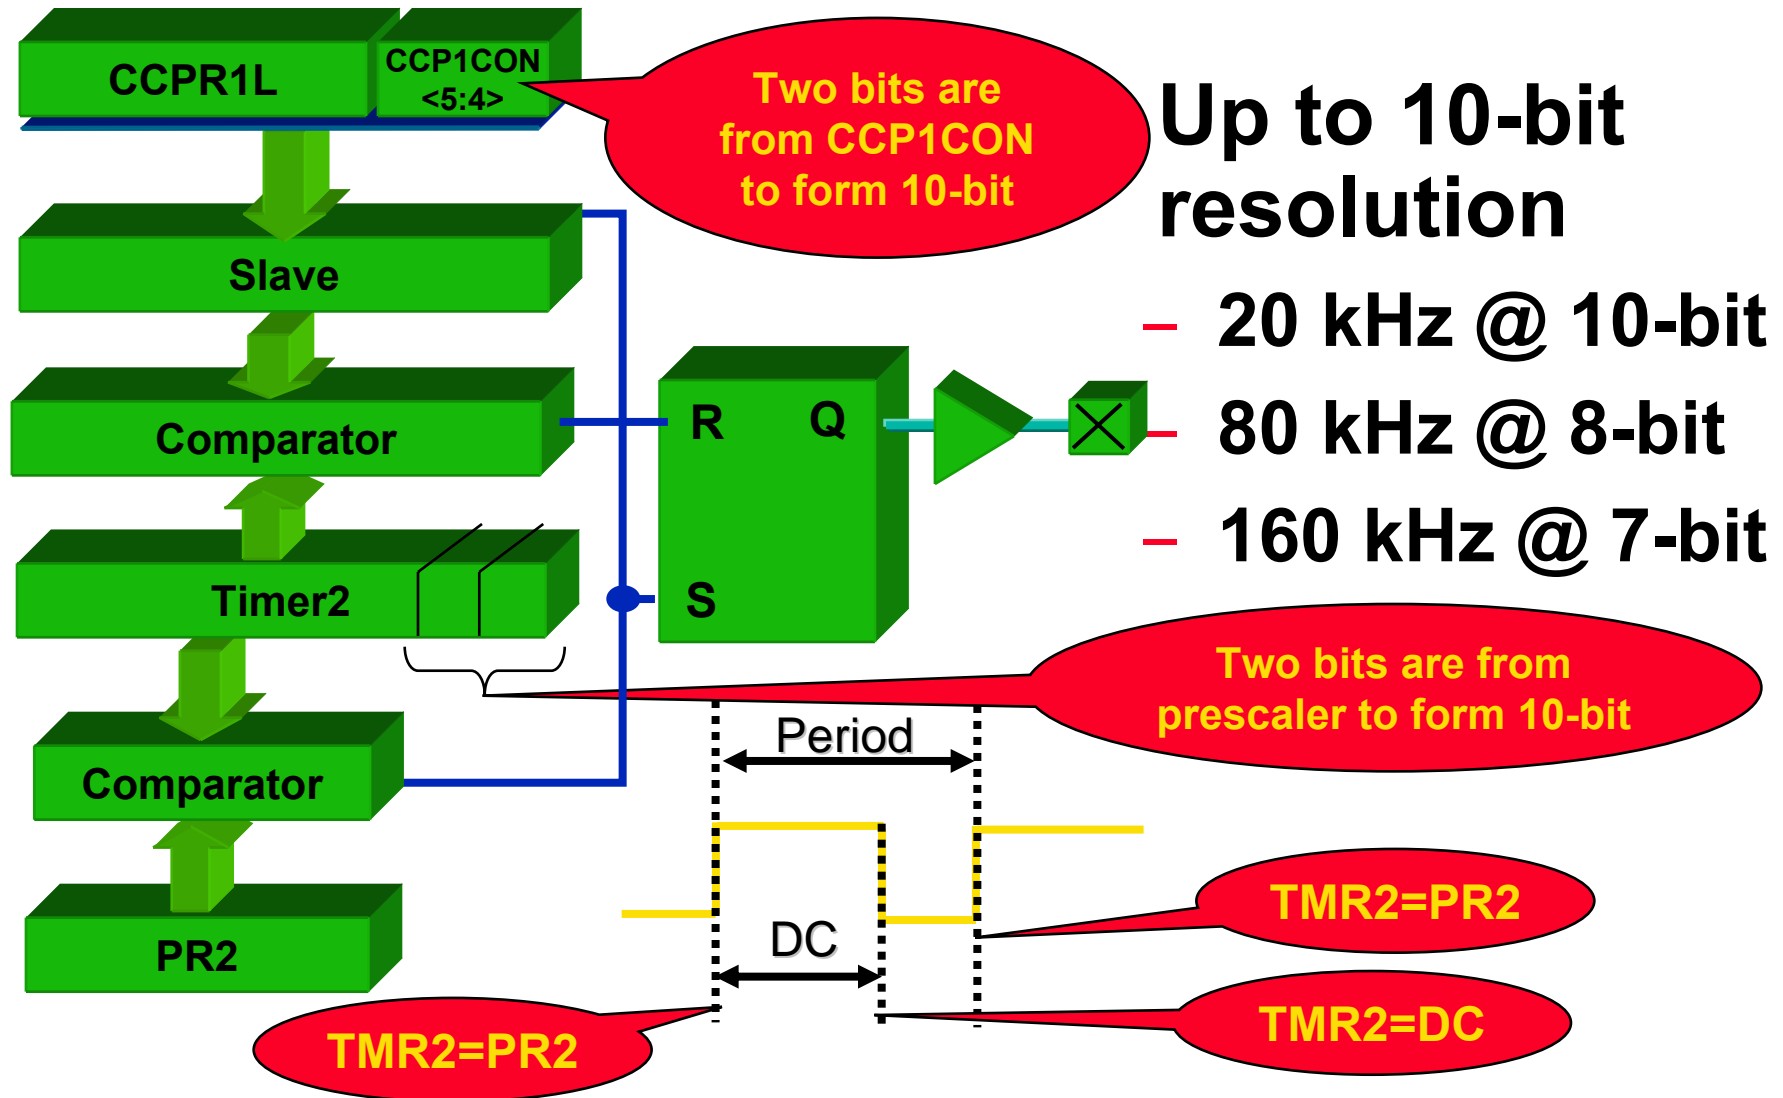 CCPR1L
CCP1CON
<5:4>
Two bits are
from CCP1CON
to form 10-bit
Up to 10-bit
resolution
– 20 kHz @ 10-bit
– 80 kHz @ 8-bit
– 160 kHz @ 7-bit
Slave
Comparator
R Q
S
Timer2
Two bits are from
prescaler to form 10-bit
Comparator
PR2
Period
DC
TMR2=PR2
TMR2=DC
TMR2=PR2